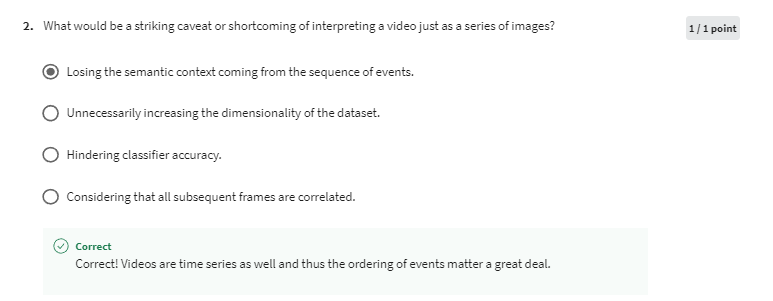 2. What would be a striking caveat or shortcoming of interpreting a video just as a series of images?
1 / 1 point
Losing the semantic context coming from the sequence of events.
Unnecessarily increasing the dimensionality of the dataset.
Hindering classifier accuracy.
Considering that all subsequent frames are correlated.
Correct
Correct! Videos are time series as well and thus the ordering of events matter a great deal.